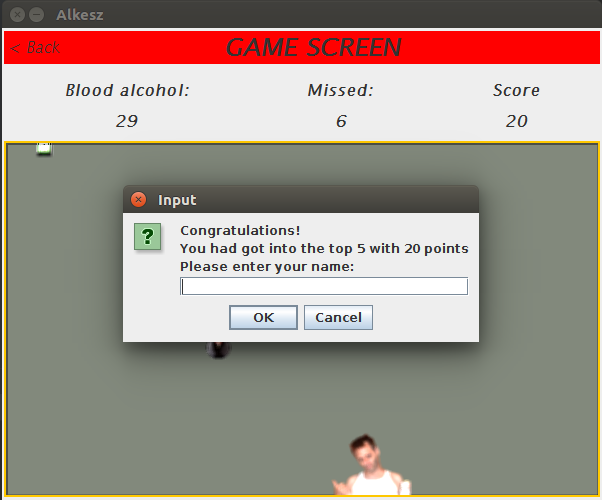 Alkesz
< Back GAME SCREEN
Blood alcohol: Missed: Score
29 6 20
Input
?
Congratulations!
You had got into the top 5 with 20 points
Please enter your name:
OK Cancel